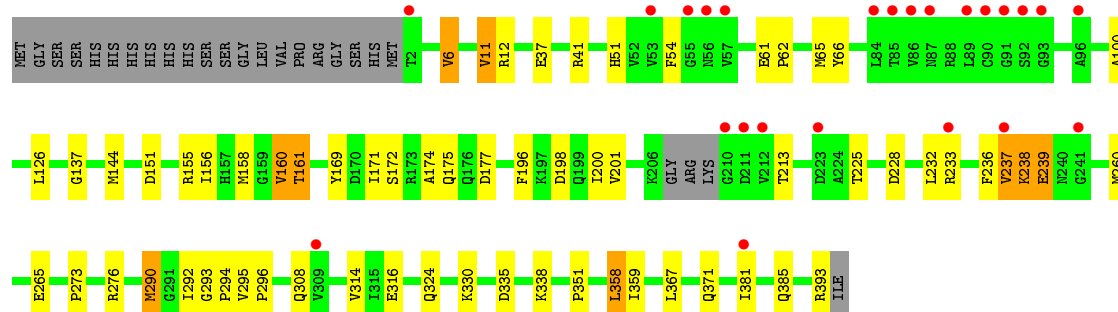 MET GLY SER SER HIS HIS HIS HIS HIS HIS SER SER GLY LEU VAL PRO ARG GLY SER HIS MET T2 V6 V11 R12 E37 R41 H51 V52 V53 F54 G55 N56 V57 E61 P62 M65 Y66 L84 T85 V86 N87 R88 L89 C90 G91 S92 G93 A96 A100
L126 G137 M144 D151 R155 I156 H157 M158 G159 V160 T161 Y169 D170 I171 S172 R173 A174 Q175 Q176 D177 F196 K197 D198 Q199 I200 V201 K206 GLY ARG LYS G210 D211 V212 T213 D223 A224 T225 D228 L232 R233 F236 V237 K238 E239 N240 G241
E265 P273 R276 M290 G291 I292 G293 P294 V295 P296 Q308 V309 V314 I315 E316 Q324 K330 D335 K338 P351 L358 I359 L367 Q371 I381 Q385 R393 ILE